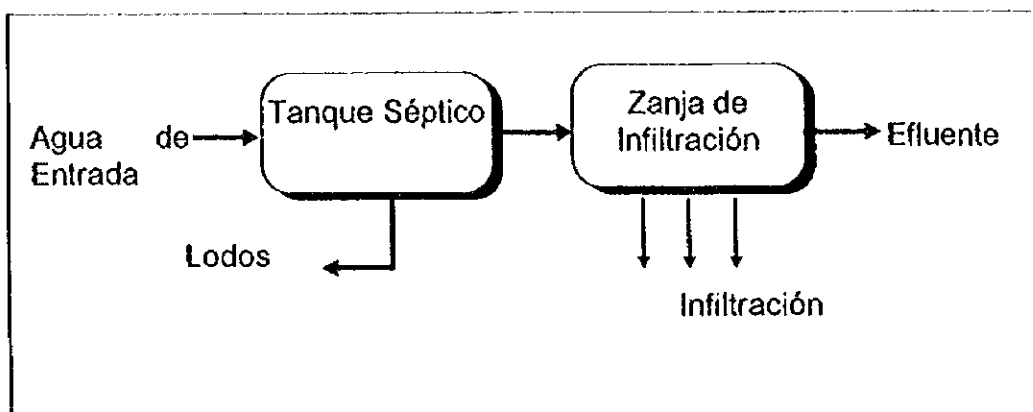 Agua de
Entrada
Tanque Séptico
Zanja de
Infiltración
Efluente
Lodos
Infiltración